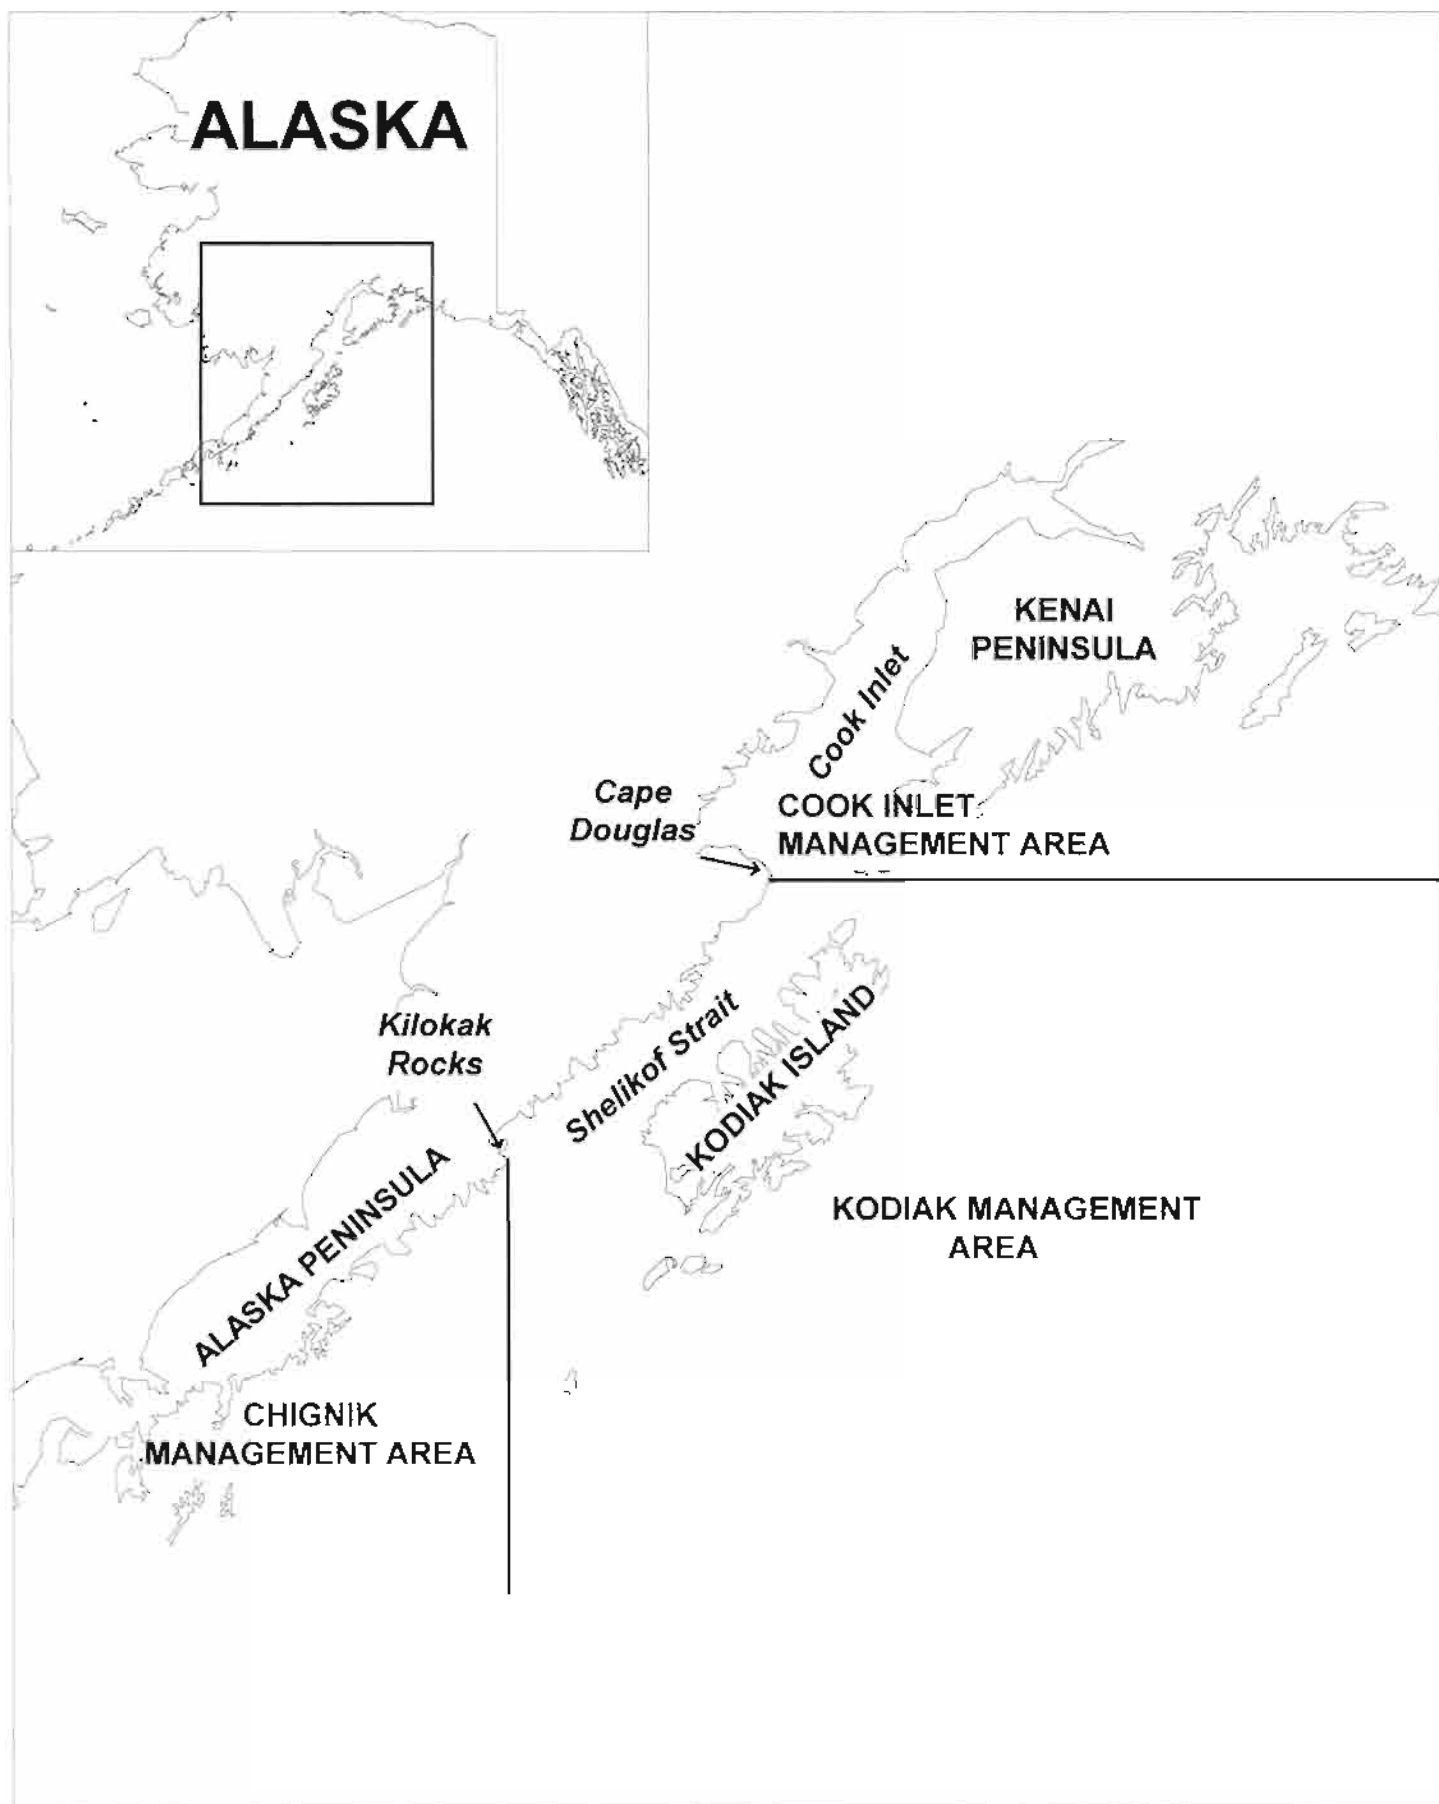 ALASKA
KENAI
PENINSULA
Cook Inlet
Cape
Douglas
COOK INLET
MANAGEMENT AREA
Kilokak
Rocks
Shelikof Strait
KODIAK ISLAND
ALASKA PENINSULA
KODIAK MANAGEMENT
AREA
CHIGNIK
MANAGEMENT AREA